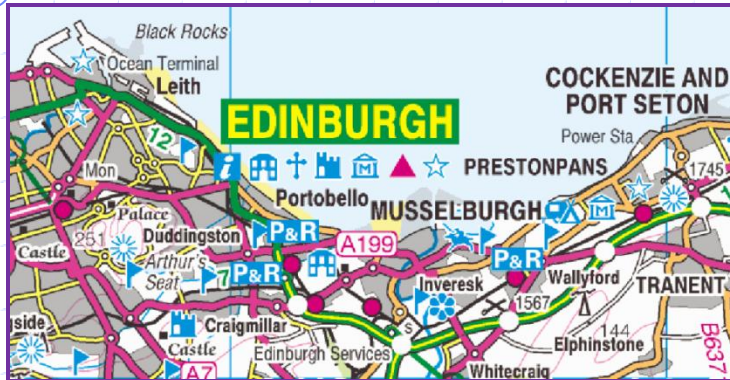 Black Rocks
Ocean Terminal
Leith
COCKENZIE AND
PORT SETON
Power Sta.
EDINBURGH
12
i
PRESTONPANS
1745
Mon
Palace
Portobello
MUSSELBURGH
251
Duddingston
P&R
A199
Castle
Arthur's
Seat
P&R
7
P&R
Wallyford
Inveresk
TRANENT
1567
gside
Craigmillar
Castle
S
144
Elphinstone
B637
Edinburgh Services
Whitecraig
A7